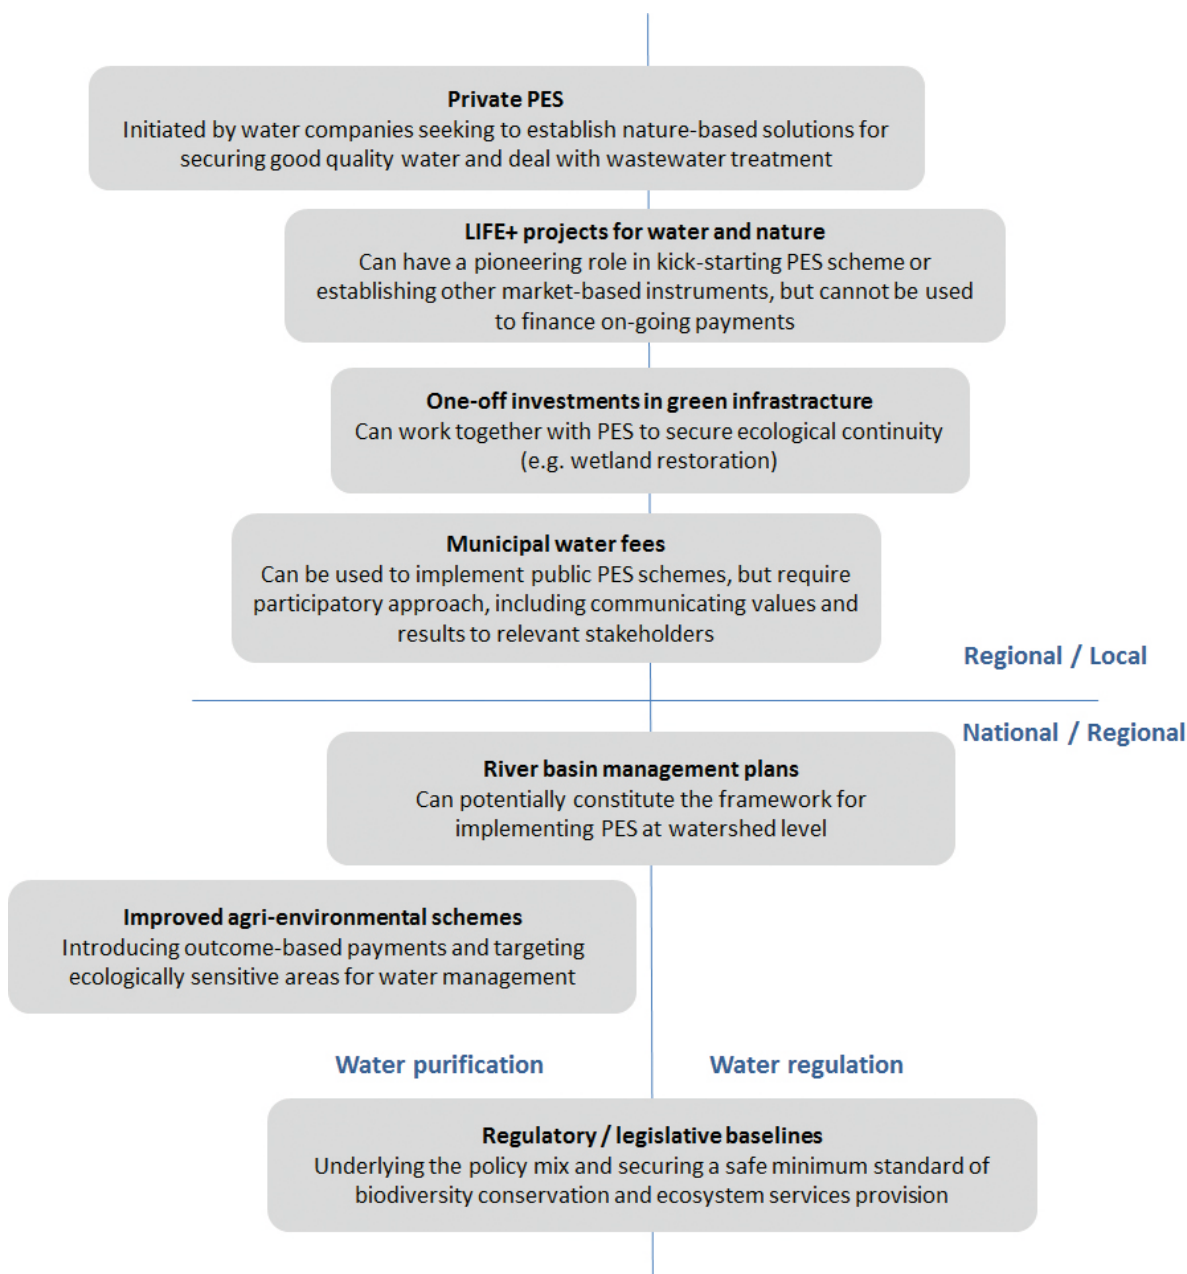 Private PES
Initiated by water companies seeking to establish nature-based solutions for
securing good quality water and deal with wastewater treatment
LIFE+ projects for water and nature
Can have a pioneering role in kick-starting PES scheme or
establishing other market-based instruments, but cannot be used
to finance on-going payments
One-off investments in green infrastracture
Can work together with PES to secure ecological continuity
(e.g. wetland restoration)
Municipal water fees
Can be used to implement public PES schemes, but require
participatory approach, including communicating values and
results to relevant stakeholders
Regional / Local
National / Regional
River basin management plans
Can potentially constitute the framework for
implementing PES at watershed level
Improved agri-environmental schemes
Introducing outcome-based payments and targeting
ecologically sensitive areas for water management
Water purification
Water regulation
Regulatory / legislative baselines
Underlying the policy mix and securing a safe minimum standard of
biodiversity conservation and ecosystem services provision